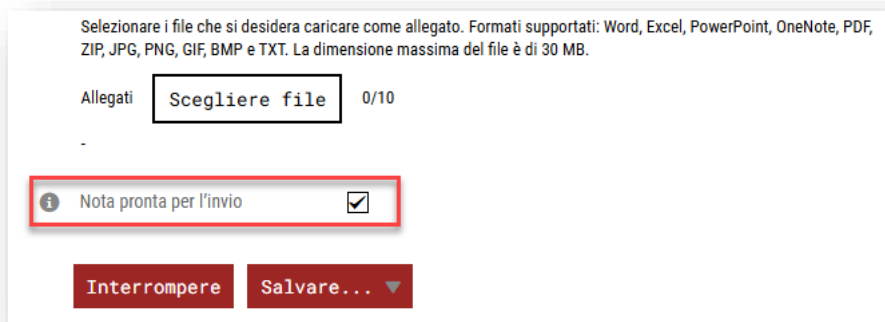 Selezionare i file che si desidera caricare come allegato. Formati supportati: Word, Excel, PowerPoint, OneNote, PDF,
ZIP, JPG, PNG, GIF, BMP e TXT. La dimensione massima del file è di 30 MB.
Allegati Scegliere file 0/10
-
Nota pronta per l'invio
Interrompere Salvare...